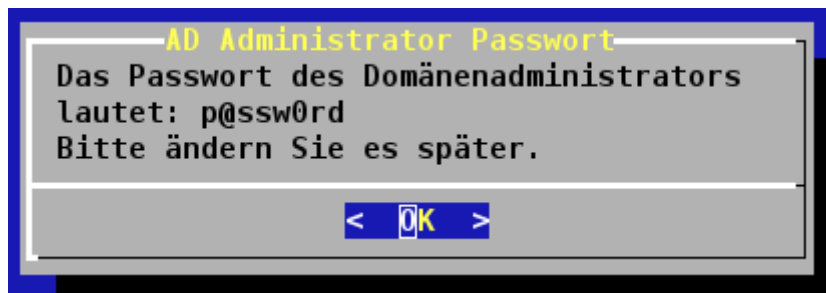 AD Administrator Passwort
Das Passwort des Domänenadministrators
lautet: p@ssw0rd
Bitte ändern Sie es später.
< OK >